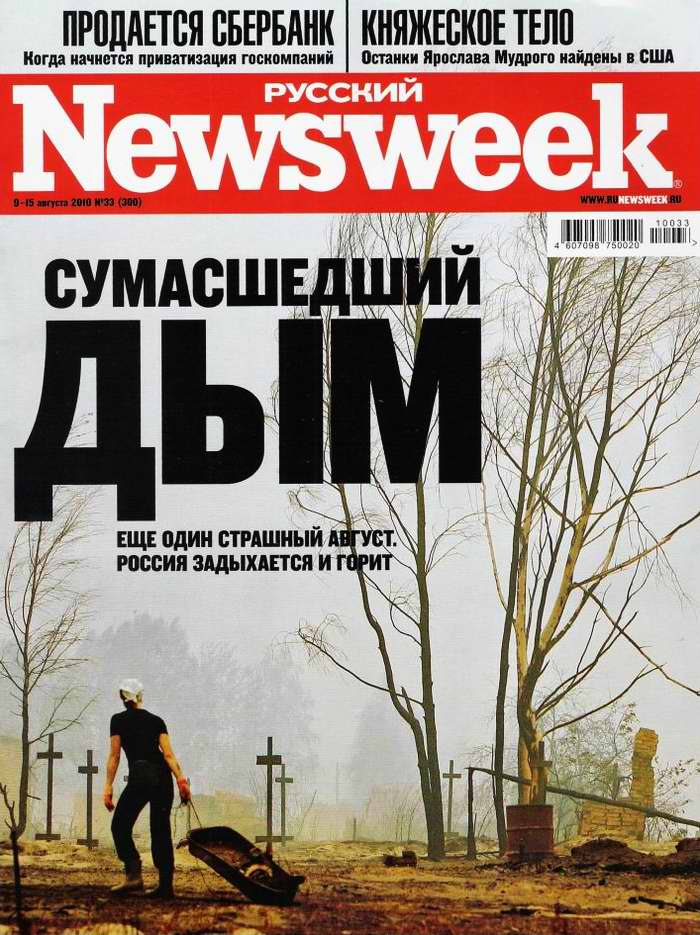 ПРОДАЕТСЯ СБЕРБАНК
Когда начнется приватизация госкомпаний
КНЯЖЕСКОЕ ТЕЛО
Останки Ярослава Мудрого найдены в США
РУССКИЙ
Newsweek®
9–15 августа 2010 №33 (300)
WWW.RUNEWSWEEK.RU
10033
4 607098 750020 >
СУМАСШЕДШИЙ
ДЫМ
ЕЩЕ ОДИН СТРАШНЫЙ АВГУСТ.
РОССИЯ ЗАДЫХАЕТСЯ И ГОРИТ